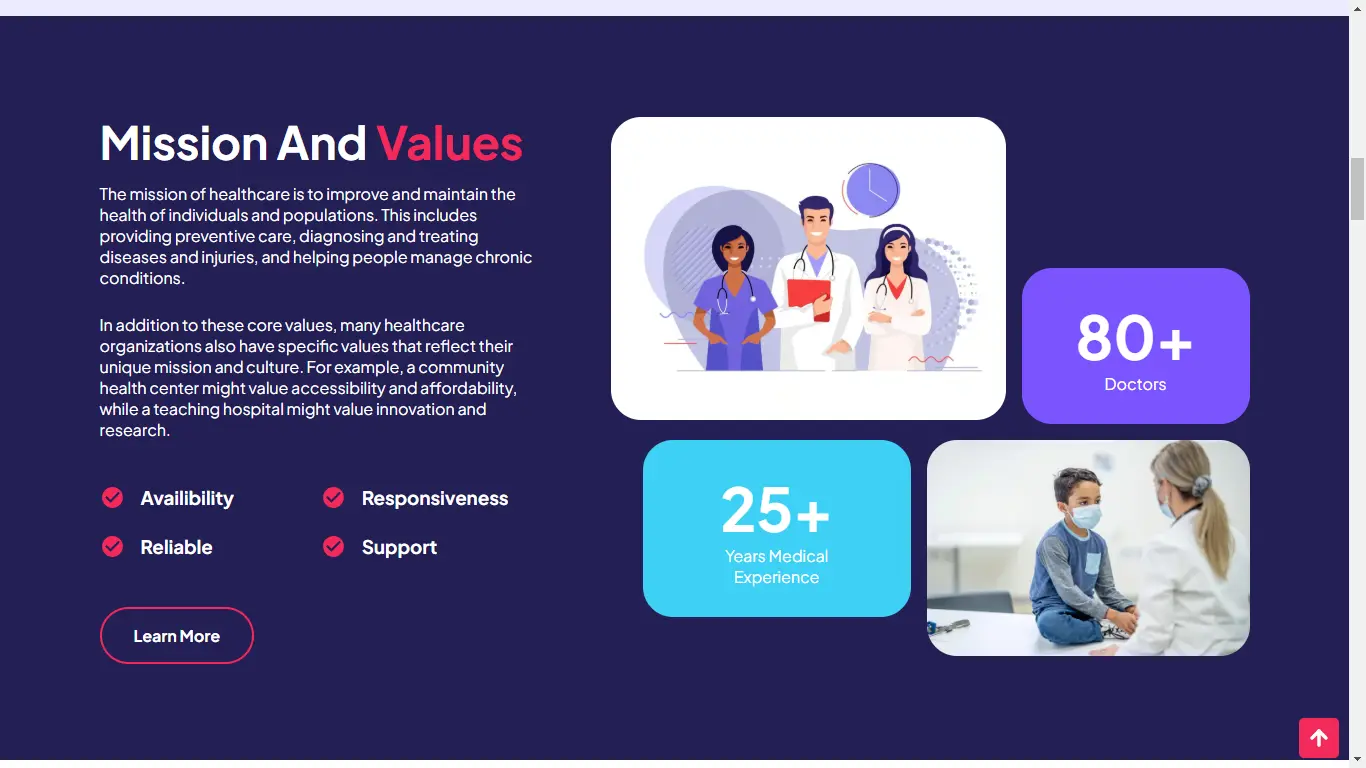 Mission And Values
The mission of healthcare is to improve and maintain the
health of individuals and populations. This includes
providing preventive care, diagnosing and treating
diseases and injuries, and helping people manage chronic
conditions.
In addition to these core values, many healthcare
organizations also have specific values that reflect their
unique mission and culture. For example, a community
health center might value accessibility and affordability,
while a teaching hospital might value innovation and
research.
Availibility
Responsiveness
Reliable
Support
Learn More
80+
Doctors
25+
Years Medical
Experience